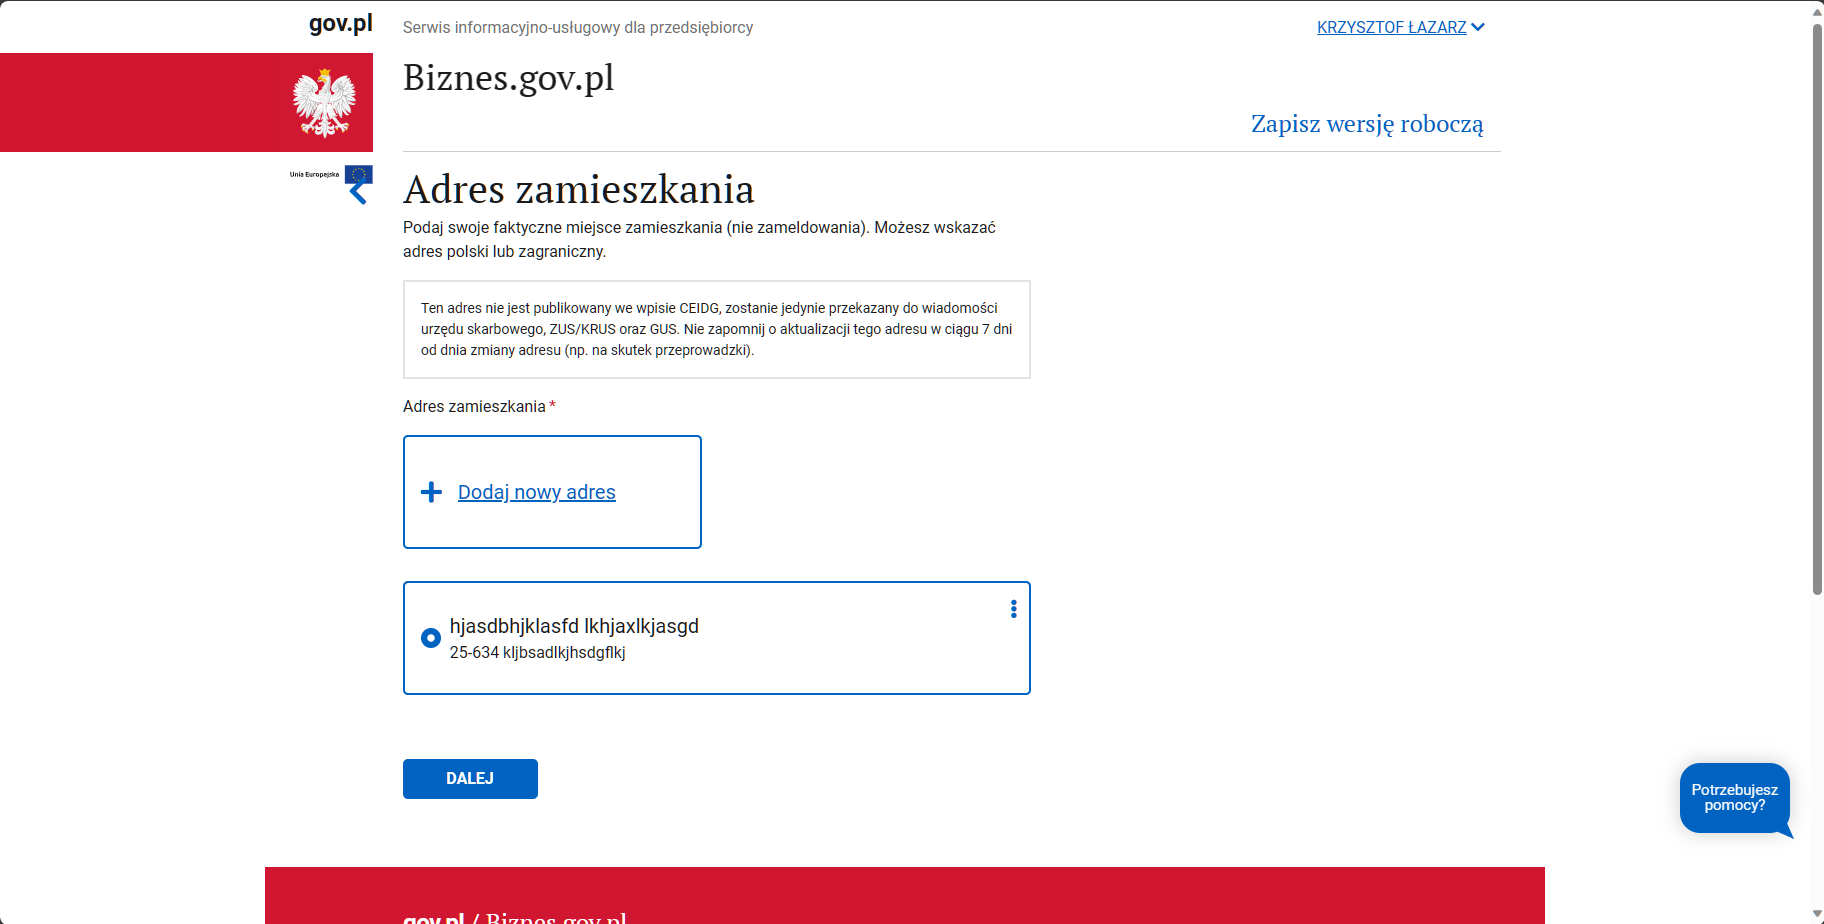 gov.pl
Serwis informacyjno-usługowy dla przedsiębiorcy
KRZYSZTOF ŁAZARZ
Biznes.gov.pl
Zapisz wersję roboczą
Unia Europejska
Adres zamieszkania
Podaj swoje faktyczne miejsce zamieszkania (nie zameldowania). Możesz wskazać
adres polski lub zagraniczny.
Ten adres nie jest publikowany we wpisie CEIDG, zostanie jedynie przekazany do wiadomości
urzędu skarbowego, ZUS/KRUS oraz GUS. Nie zapomnij o aktualizacji tego adresu w ciągu 7 dni
od dnia zmiany adresu (np. na skutek przeprowadzki).
Adres zamieszkania *
Dodaj nowy adres
hjasdbhjklasfd lkhjaxlkjasgd
25-634 kljbsadlkjhsdgflkj
DALEJ
Potrzebujesz
pomocy?
gov.pl / Biznes.gov.pl